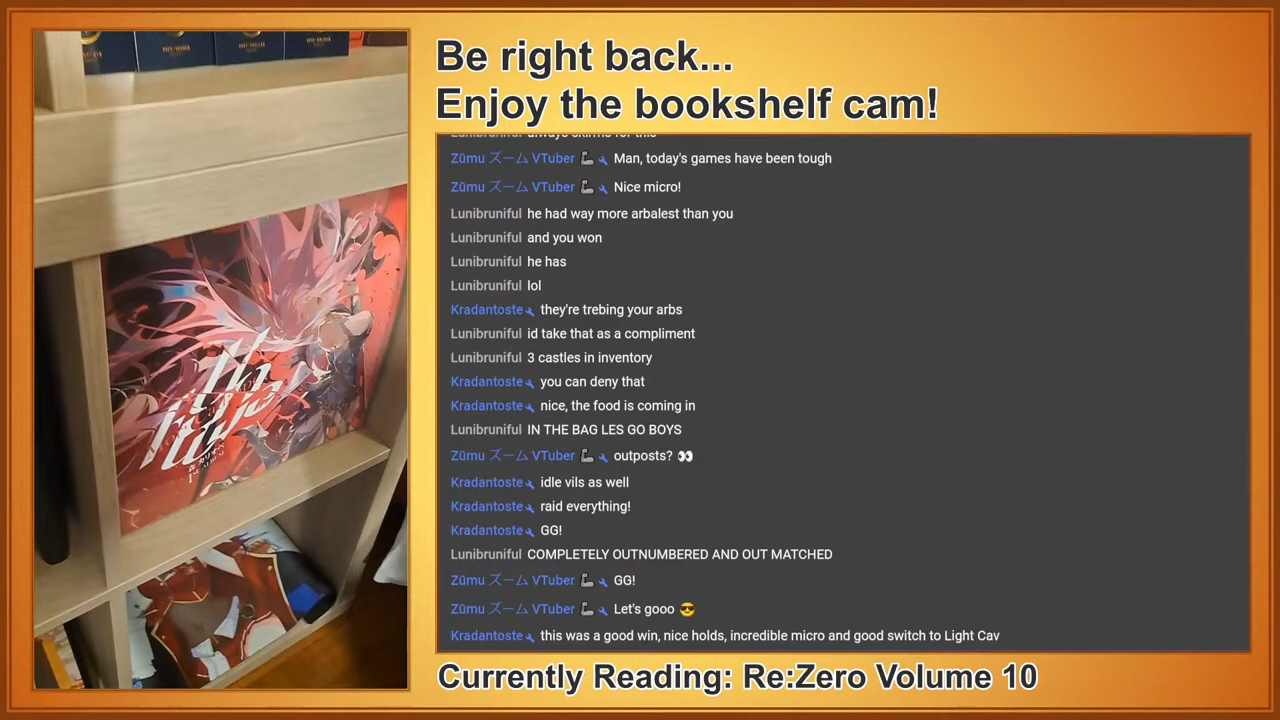 Be right back...
Enjoy the bookshelf cam!
Zūmu ズーム VTuber Man, today's games have been tough
Zūmu ズーム VTuber Nice micro!
Lunibruniful he had way more arbalest than you
Lunibruniful and you won
Lunibruniful he has
Lunibruniful lol
Kradantoste they're trebing your arbs
Lunibruniful id take that as a compliment
Lunibruniful 3 castles in inventory
Kradantoste you can deny that
Kradantoste nice, the food is coming in
Lunibruniful IN THE BAG LES GO BOYS
Zūmu ズーム VTuber outposts? 👀
Kradantoste idle vils as well
Kradantoste raid everything!
Kradantoste GG!
Lunibruniful COMPLETELY OUTNUMBERED AND OUT MATCHED
Zūmu ズーム VTuber GG!
Zūmu ズーム VTuber Let's gooo 😎
Kradantoste this was a good win, nice holds, incredible micro and good switch to Light Cav
Currently Reading: Re:Zero Volume 10